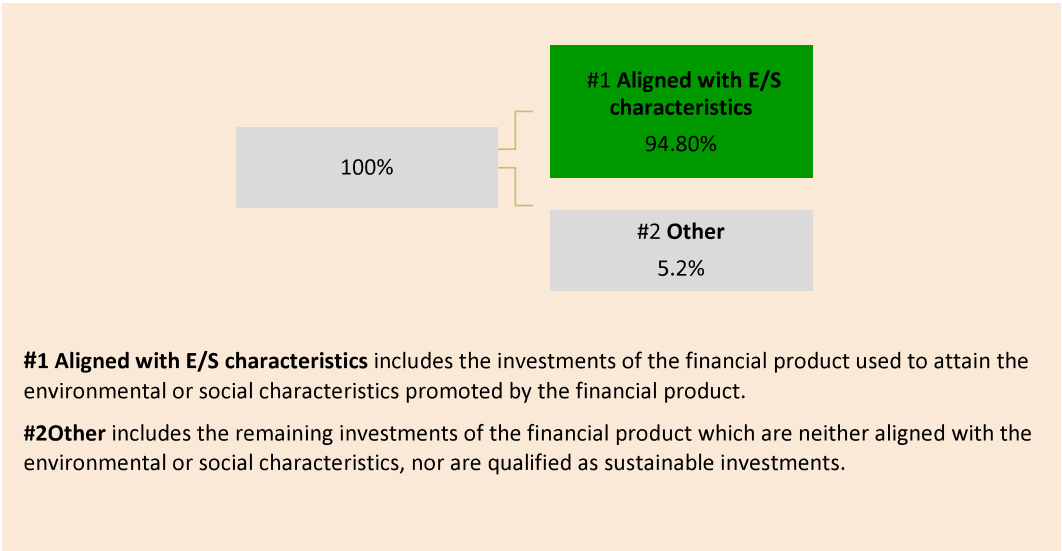 100%
#1 Aligned with E/S
characteristics
94.80%
#2 Other
5.2%
#1 Aligned with E/S characteristics includes the investments of the financial product used to attain the
environmental or social characteristics promoted by the financial product.
#2Other includes the remaining investments of the financial product which are neither aligned with the
environmental or social characteristics, nor are qualified as sustainable investments.